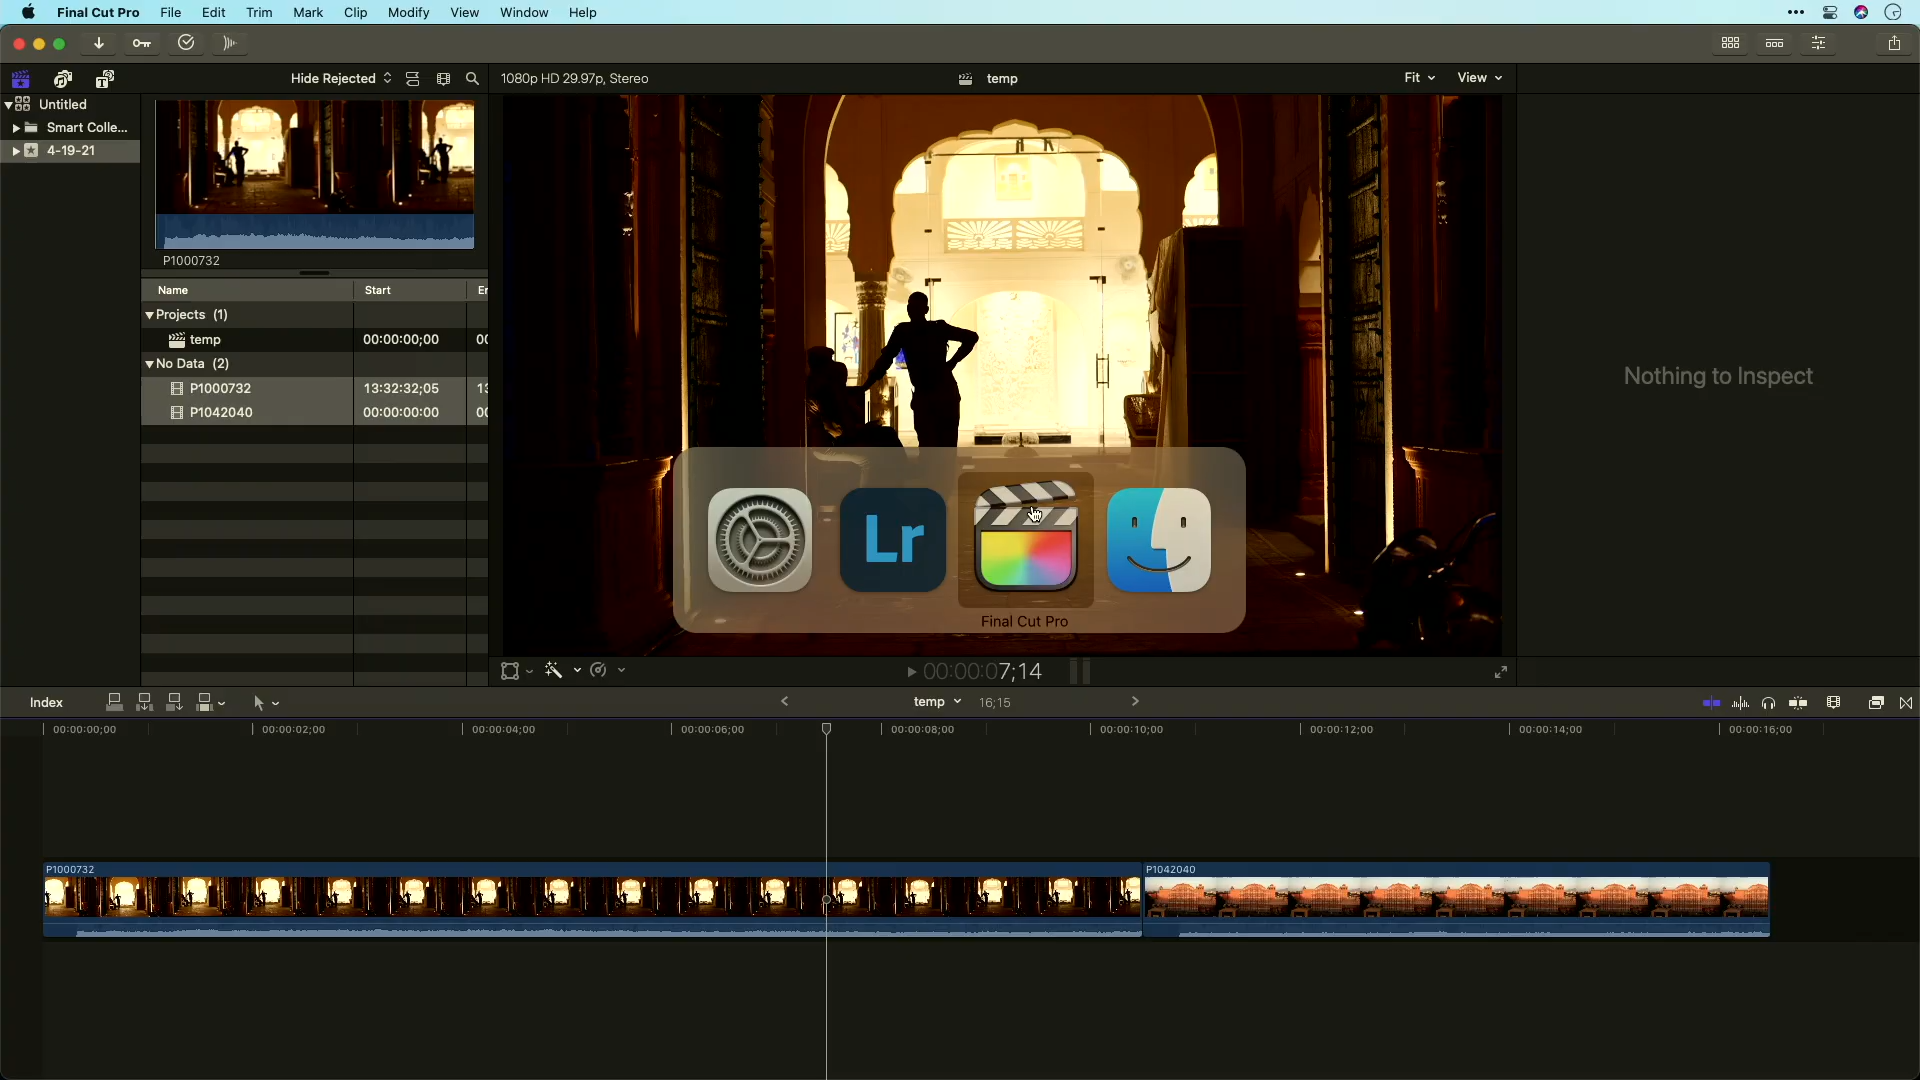 Final Cut Pro File Edit Trim Mark Clip Modify View Window Help
Hide Rejected
1080p HD 29.97p, Stereo
temp
Fit
View
Untitled
Smart Colle...
4-19-21
P1000732
Name Start En
Projects (1)
temp 00:00:00;00 00
No Data (2)
P1000732 13:32:32;05 13
P1042040 00:00:00:00 00
Nothing to Inspect
Lr
Final Cut Pro
00:00:07;14
Index
temp
16;15
00:00:00;00 00:00:02;00 00:00:04;00 00:00:06;00 00:00:08;00 00:00:10;00 00:00:12;00 00:00:14;00 00:00:16;00
P1000732
P1042040